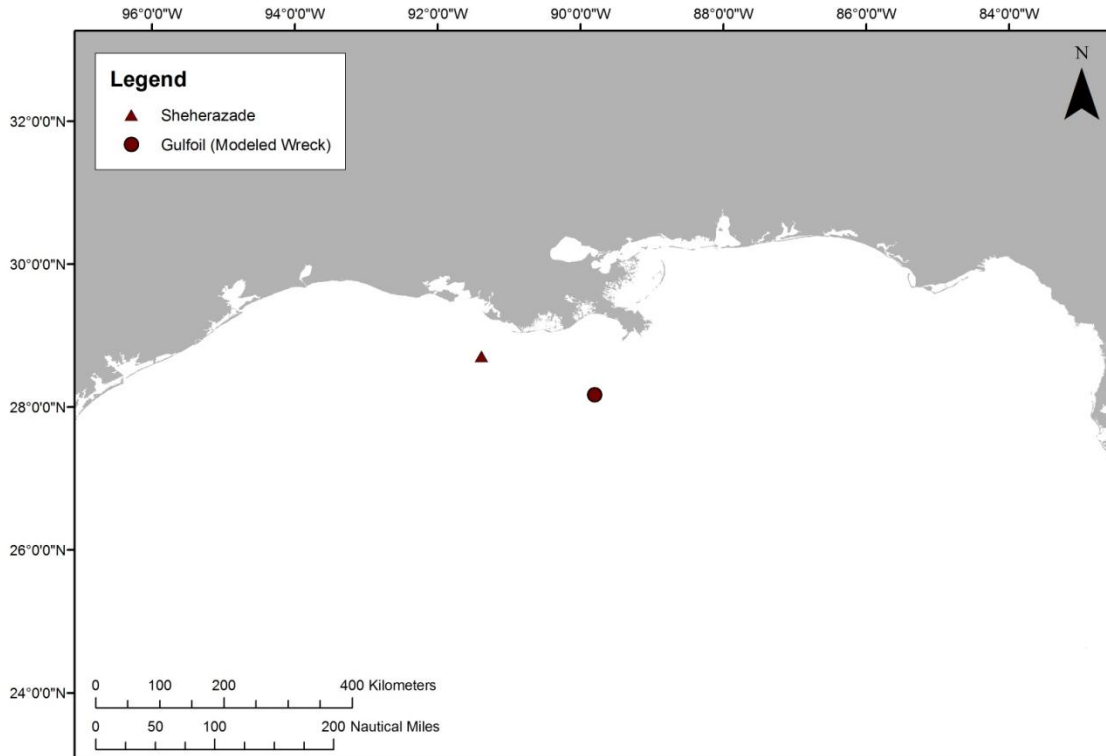 96°0'0"W 94°0'0"W 92°0'0"W 90°0'0"W 88°0'0"W 86°0'0"W 84°0'0"W
Legend
Sheherazade
Gulfoil (Modeled Wreck)
N
32°0'0"N
30°0'0"N
28°0'0"N
26°0'0"N
24°0'0"N
0 100 200 400 Kilometers
0 50 100 200 Nautical Miles